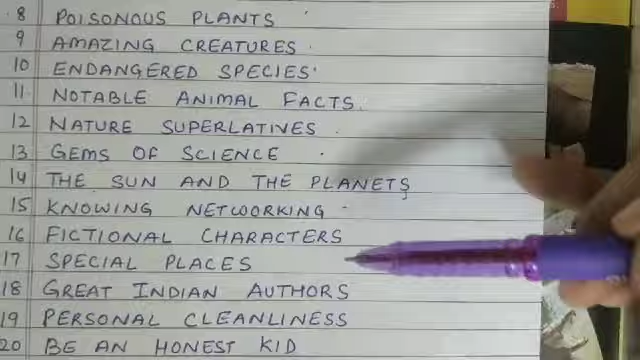 8 POISONOUS PLANTS
9 AMAZING CREATURES
10 ENDANGERED SPECIES
11 NOTABLE ANIMAL FACTS
12 NATURE SUPERLATIVES
13 GEMS OF SCIENCE
14 THE SUN AND THE PLANETS
15 KNOWING NETWORKING
16 FICTIONAL CHARACTERS
17 SPECIAL PLACES
18 GREAT INDIAN AUTHORS
19 PERSONAL CLEANLINESS
20 BE AN HONEST KID